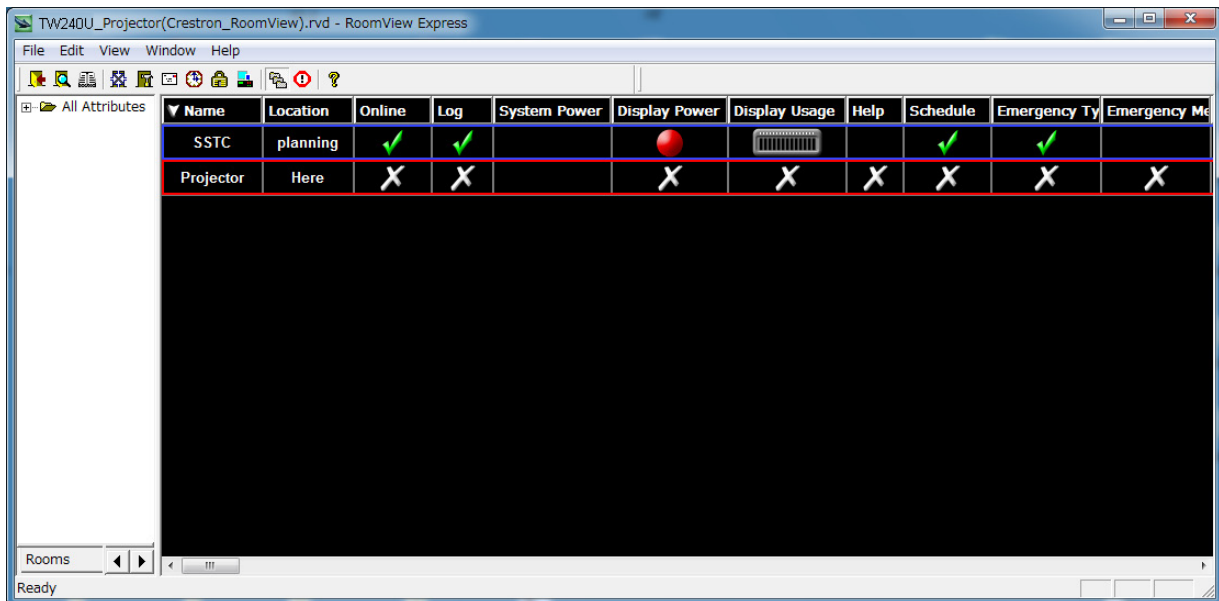 TW240U_Projector(Crestron_RoomView).rvd - RoomView Express
File Edit View Window Help
All Attributes
Name Location Online Log System Power Display Power Display Usage Help Schedule Emergency Ty Emergency Me
SSTC planning
Projector Here
Rooms
Ready